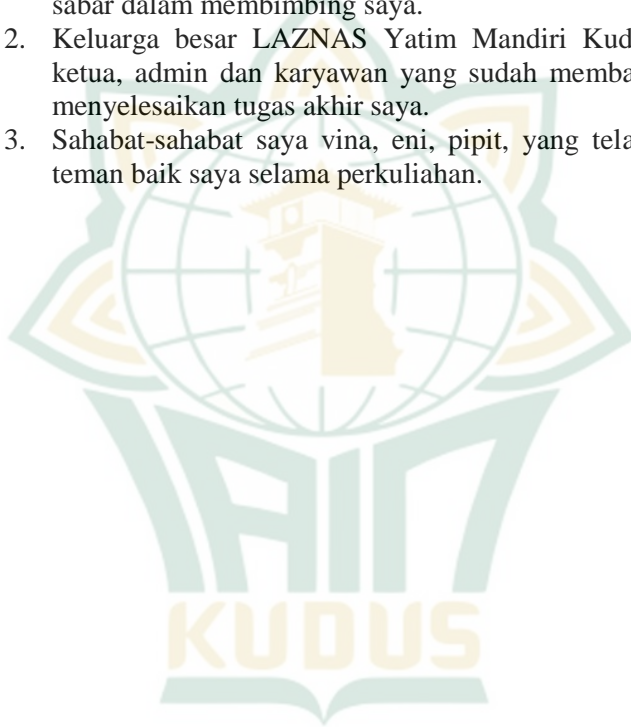 sabar dalam membimbing saya.
2. Keluarga besar LAZNAS Yatim Mandiri Kud
ketua, admin dan karyawan yang sudah memba
menyelesaikan tugas akhir saya.
3. Sahabat-sahabat saya vina, eni, pipit, yang tela
teman baik saya selama perkuliahan.
IAIN
KUDUS